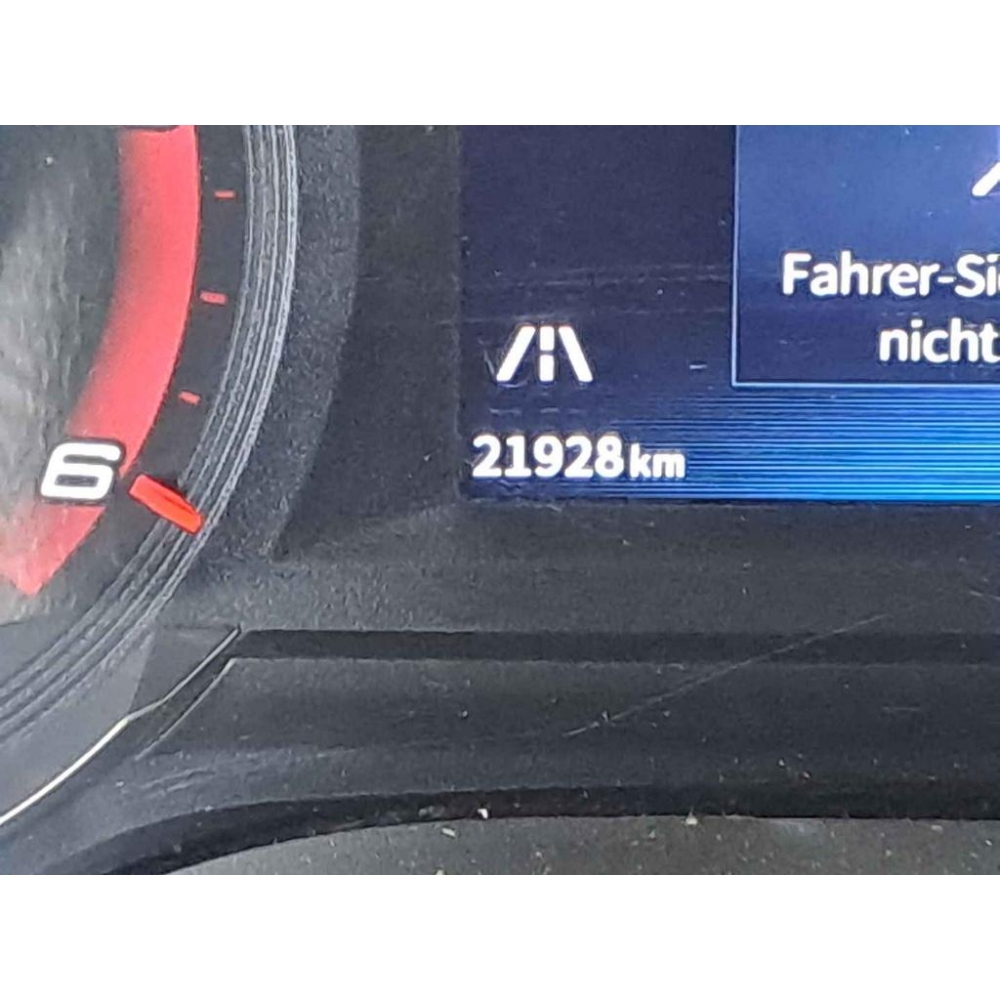 Fahrer-Si
nicht
21928 km
6